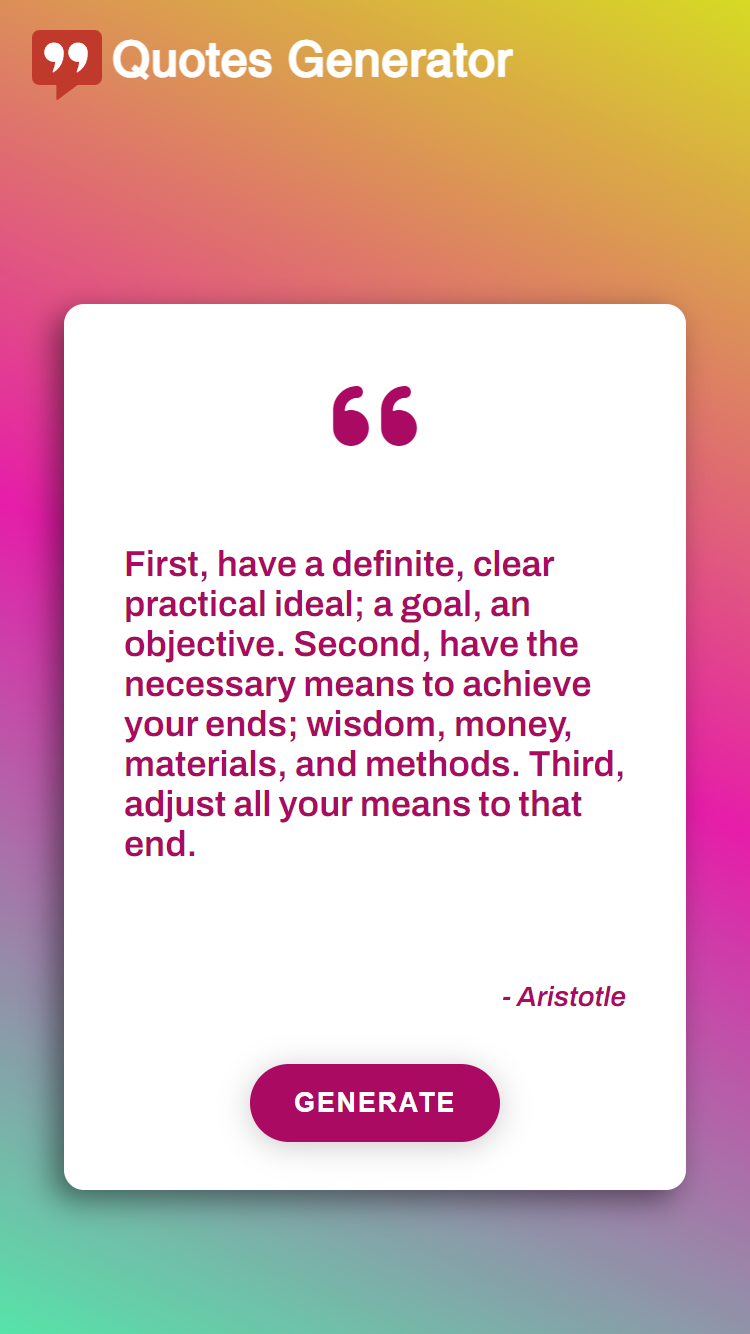 Quotes Generator
First, have a definite, clear
practical ideal; a goal, an
objective. Second, have the
necessary means to achieve
your ends; wisdom, money,
materials, and methods. Third,
adjust all your means to that
end.
- Aristotle
GENERATE